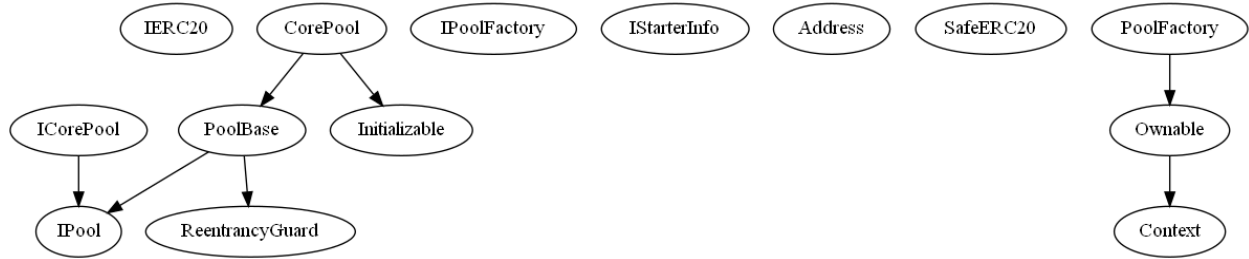 IERC20
CorePool
IPoolFactory
IStarterInfo
Address
SafeERC20
PoolFactory
ICorePool
PoolBase
Initializable
Ownable
IPool
ReentrancyGuard
Context